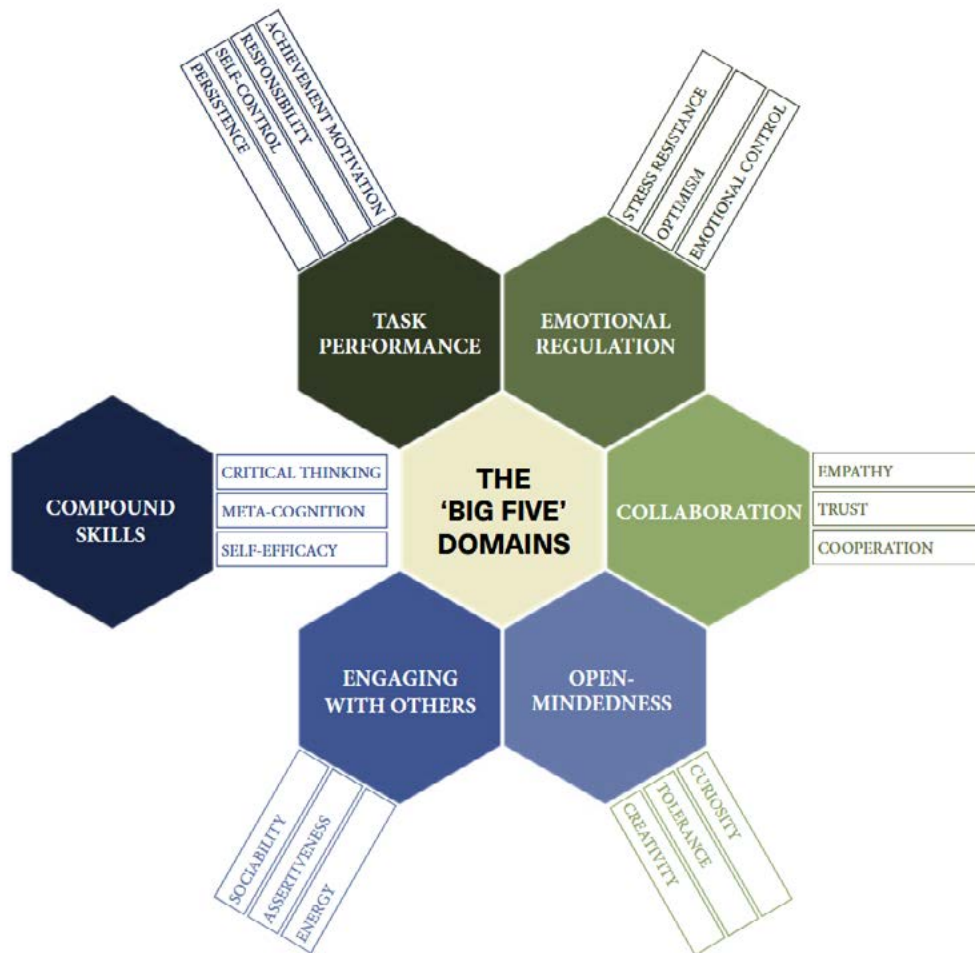 ACHIEVEMENT MOTIVATION
RESPONSIBILITY
SELF-CONTROL
PERSISTENCE
STRESS RESISTANCE
OPTIMISM
EMOTIONAL CONTROL
TASK
PERFORMANCE
EMOTIONAL
REGULATION
COMPOUND
SKILLS
CRITICAL THINKING
META-COGNITION
SELF-EFFICACY
THE
‘BIG FIVE’
DOMAINS
COLLABORATION
EMPATHY
TRUST
COOPERATION
ENGAGING
WITH OTHERS
OPEN-
MINDEDNESS
SOCIABILITY
ASSERTIVENESS
ENERGY
CREATIVITY
TOLERANCE
CURIOSITY